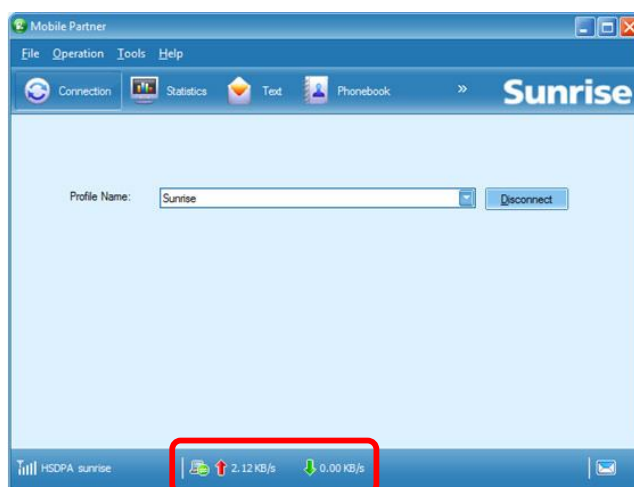 Mobile Partner
File Operation Tools Help
Connection Statistics Text Phonebook » Sunrise
Profile Name: Sunrise Disconnect
HSDPA sunrise 2.12 KB/s 0.00 KB/s